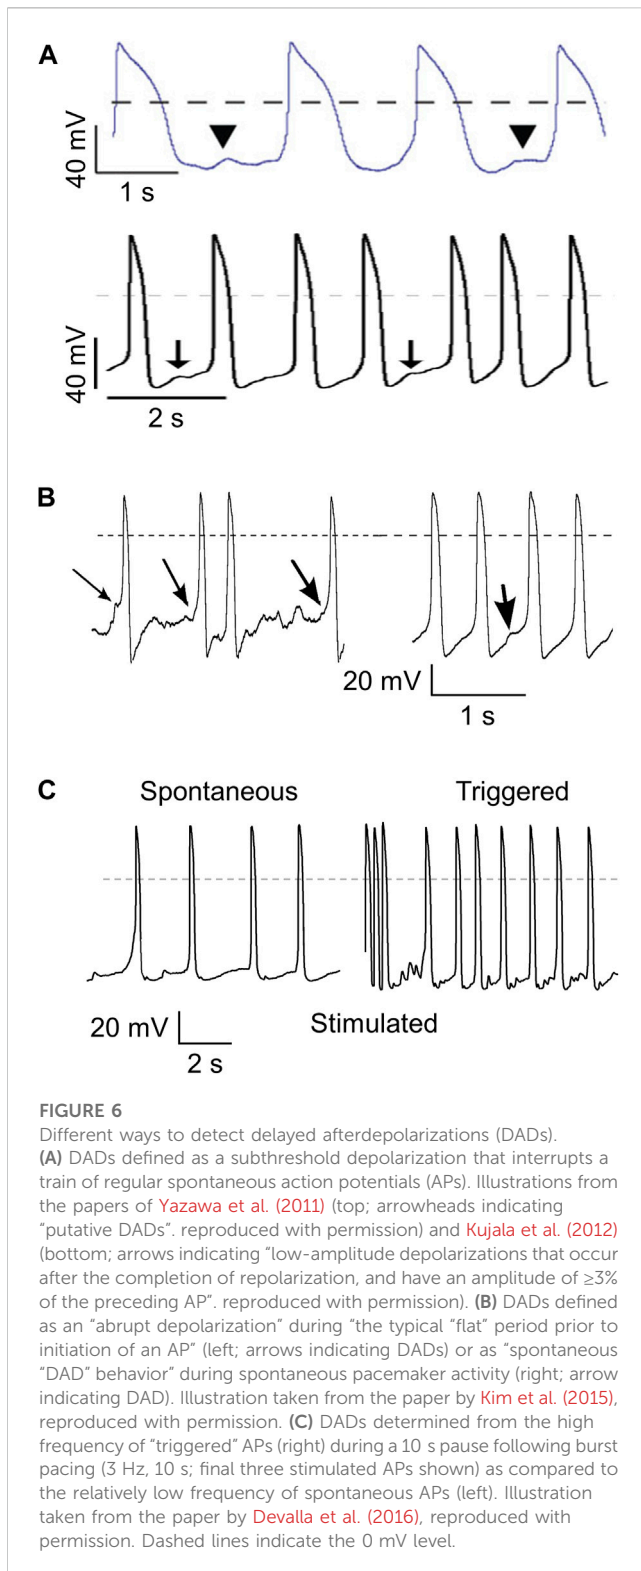 A
40 mV
1 s
40 mV
2 s
B
20 mV
1 s
C
Spontaneous Triggered
20 mV
2 s
Stimulated
FIGURE 6
Different ways to detect delayed afterdepolarizations (DADs).
(A) DADs defined as a subthreshold depolarization that interrupts a
train of regular spontaneous action potentials (APs). Illustrations from
the papers of Yazawa et al. (2011) (top; arrowheads indicating
“putative DADs”. reproduced with permission) and Kujala et al. (2012)
(bottom; arrows indicating “low-amplitude depolarizations that occur
after the completion of repolarization, and have an amplitude of ≥3%
of the preceding AP”. reproduced with permission). (B) DADs defined
as an “abrupt depolarization” during “the typical “flat” period prior to
initiation of an AP” (left; arrows indicating DADs) or as “spontaneous
“DAD” behavior” during spontaneous pacemaker activity (right; arrow
indicating DAD). Illustration taken from the paper by Kim et al. (2015),
reproduced with permission. (C) DADs determined from the high
frequency of “triggered” APs (right) during a 10 s pause following burst
pacing (3 Hz, 10 s; final three stimulated APs shown) as compared to
the relatively low frequency of spontaneous APs (left). Illustration
taken from the paper by Devalla et al. (2016), reproduced with
permission. Dashed lines indicate the 0 mV level.